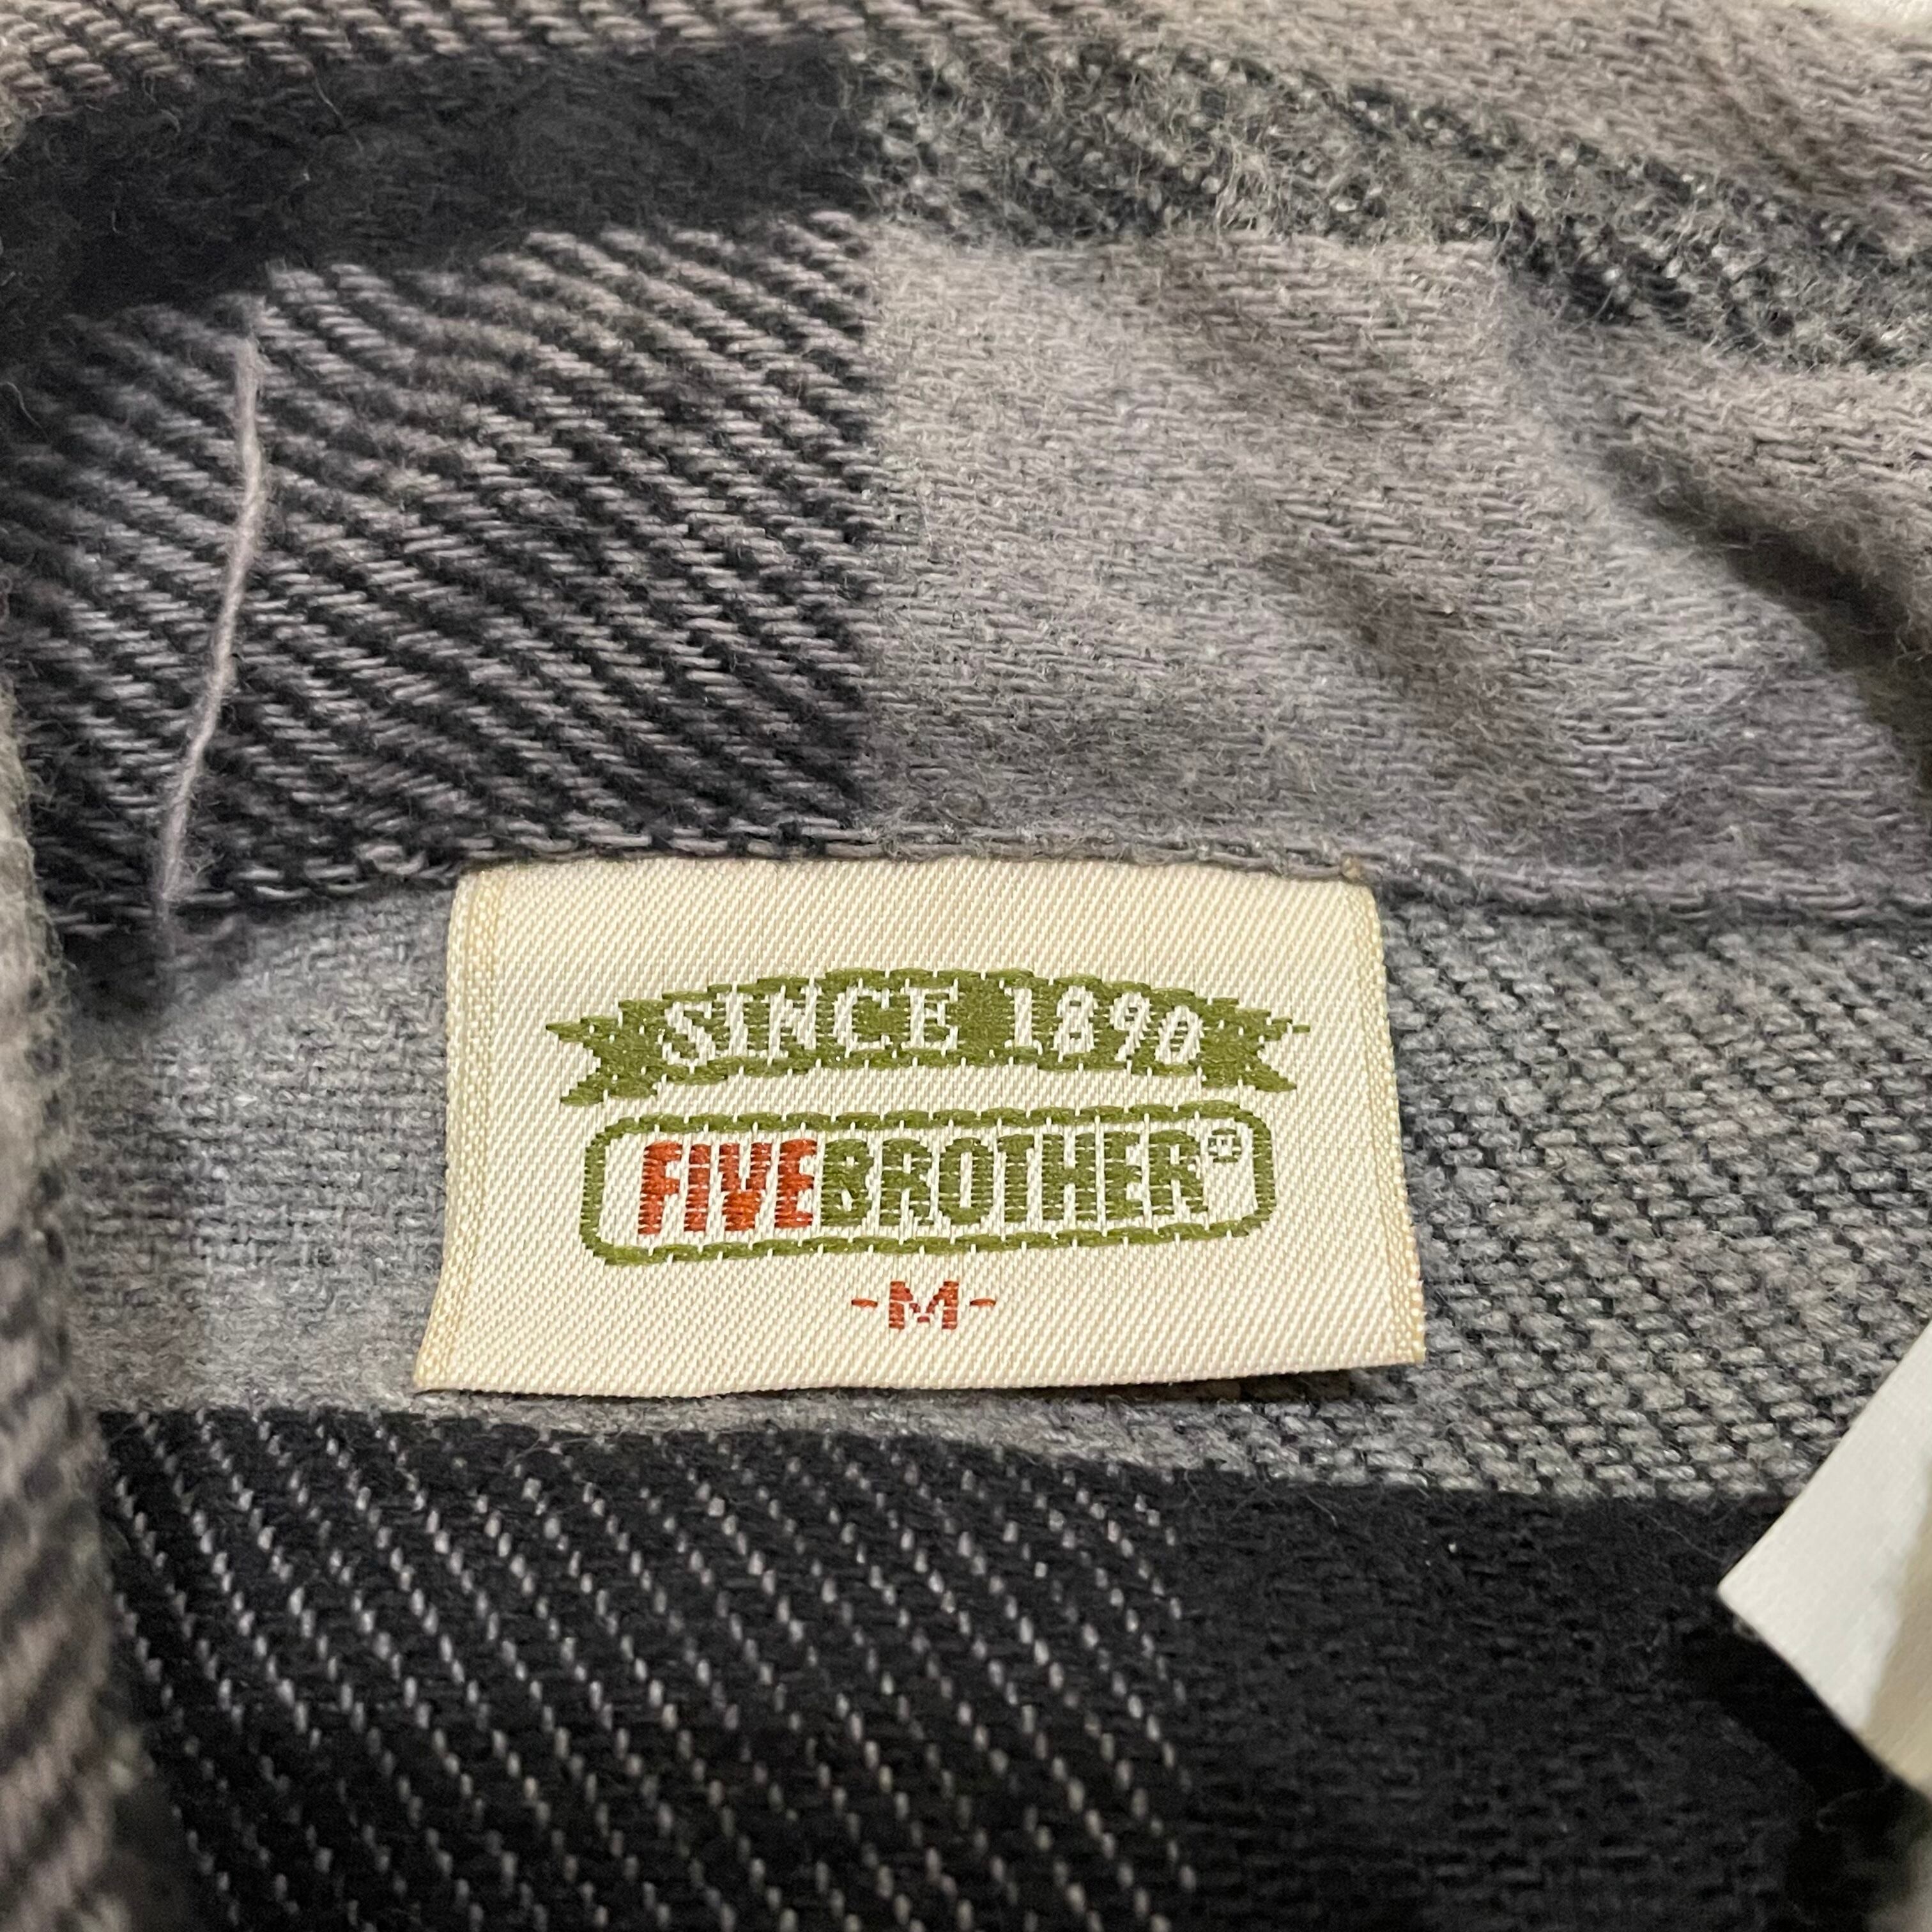 SINCE 1890
FIVEBROTHER®
-M-